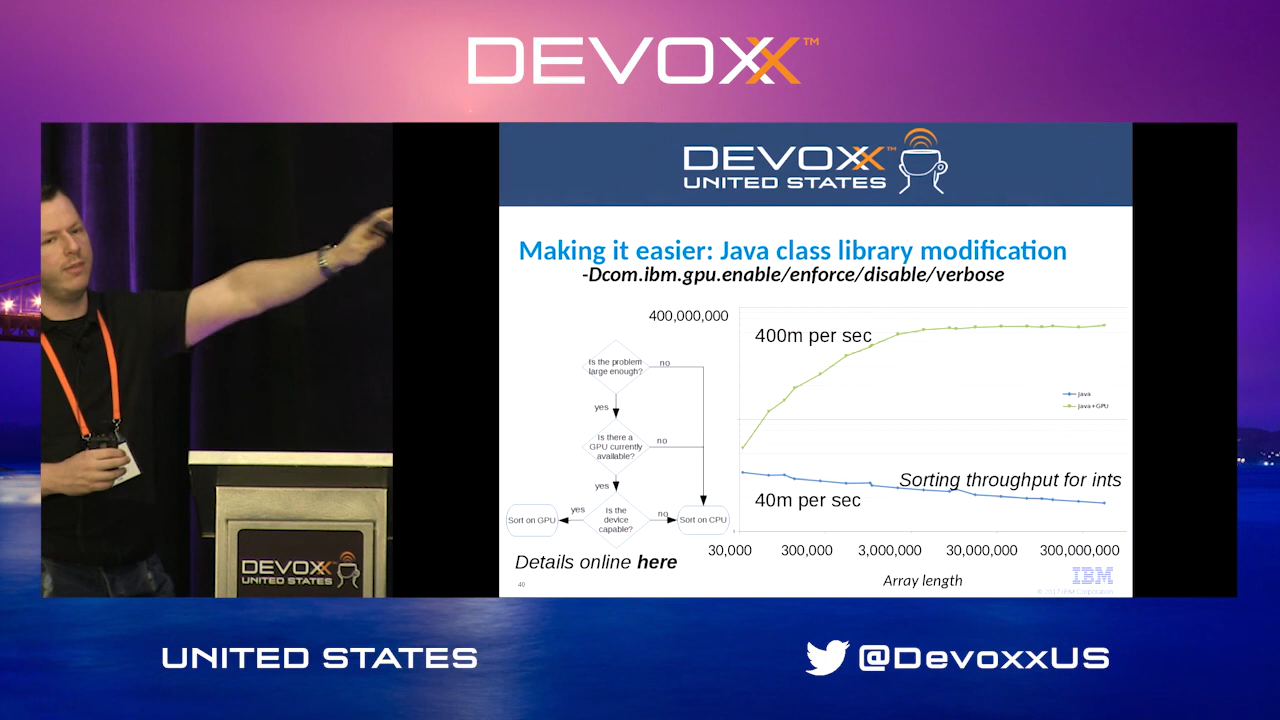 DEVOXX™
DEVOXX™
UNITED STATES
Making it easier: Java class library modification
-Dcom.ibm.gpu.enable/enforce/disable/verbose
400,000,000
400m per sec
Is the problem
large enough?
no
yes
Is there a
GPU currently
available?
no
yes
Is the
device
capable?
yes
no
Sort on GPU
Sort on CPU
Java
Java+GPU
Sorting throughput for ints
40m per sec
30,000
300,000
3,000,000
30,000,000
300,000,000
Details online here
Array length
40
IBM
© 2017 IBM Corporation
DEVOXX
UNITED STATES
UNITED STATES
@DevoxxUS